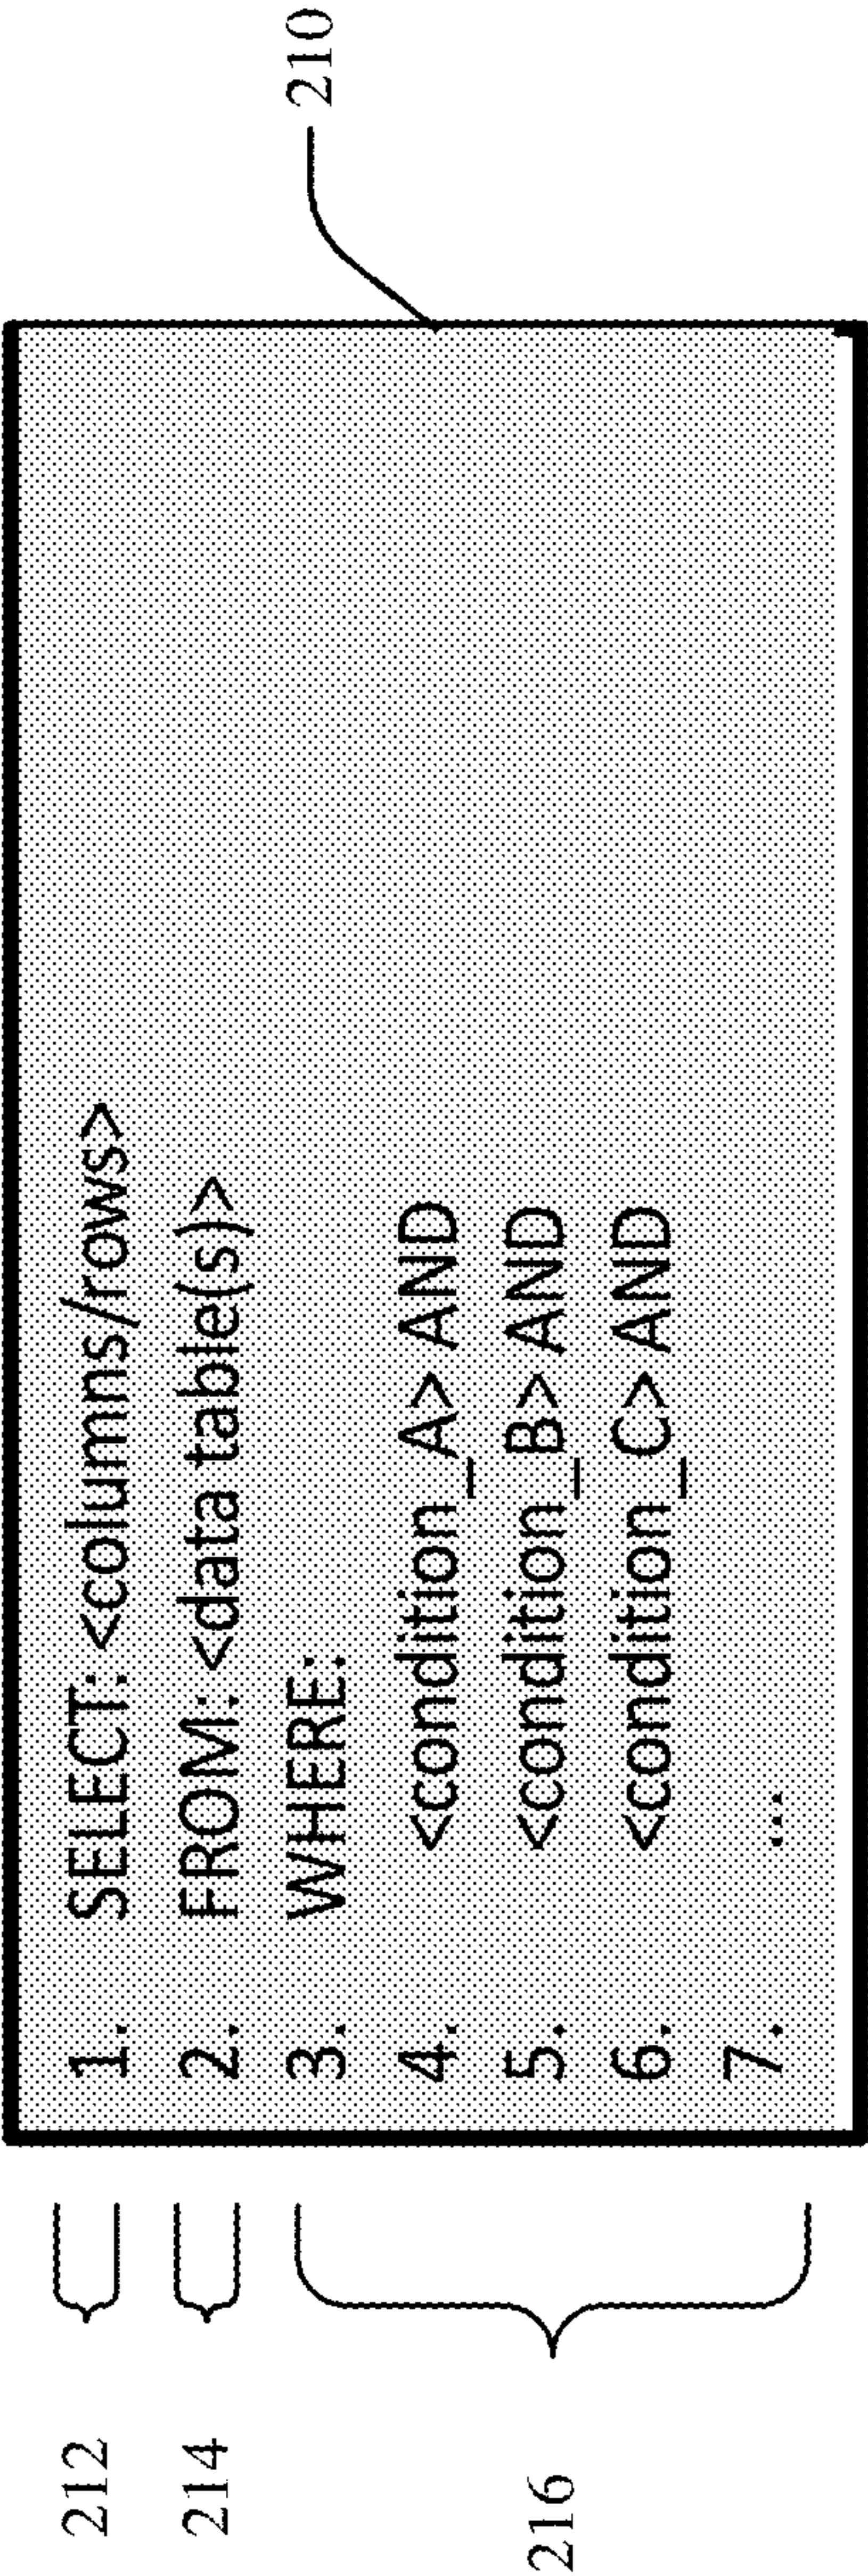 210
212
1. SELECT: <columns/rows>
214
2. FROM: <data table(s)>
216
3. WHERE:
4. <condition_A> AND
5. <condition_B> AND
6. <condition_C> AND
7. ...